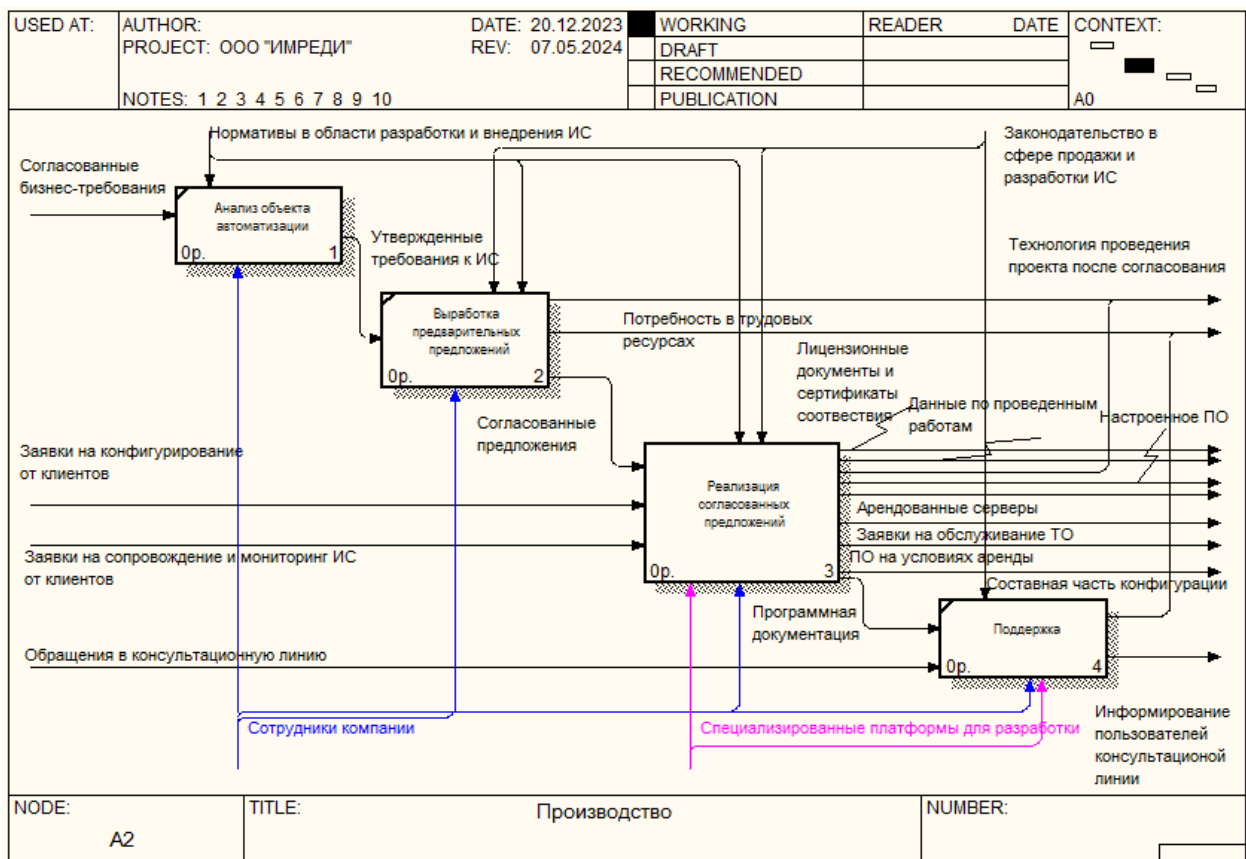 USED AT:
AUTHOR:
DATE: 20.12.2023
PROJECT: ООО "ИМРЕДИ"
REV: 07.05.2024
NOTES: 1 2 3 4 5 6 7 8 9 10
WORKING
DRAFT
RECOMMENDED
PUBLICATION
READER
DATE
CONTEXT:
A0
Нормативы в области разработки и внедрения ИС
Законодательство в
сфере продажи и
разработки ИС
Согласованные
бизнес-требования
Анализ объекта
автоматизации
0р.
1
Утвержденные
требования к ИС
Технология проведения
проекта после согласования
Выработка
предварительных
предложений
0р.
2
Потребность в трудовых
ресурсах
Лицензионные
документы и
сертификаты
соотвествия
Данные по проведенным
работам
Настроенное ПО
Согласованные
предложения
Заявки на конфигурирование
от клиентов
Реализация
согласованных
предложений
0р.
3
Арендованные серверы
Заявки на обслуживание ТО
ПО на условиях аренды
Составная часть конфигурации
Заявки на сопровождение и мониторинг ИС
от клиентов
Программная
документация
Поддержка
0р.
4
Обращения в консультационную линию
Сотрудники компании
Специализированные платформы для разработки
Информирование
пользователей
консультационой
линии
NODE:
A2
TITLE:
Производство
NUMBER: